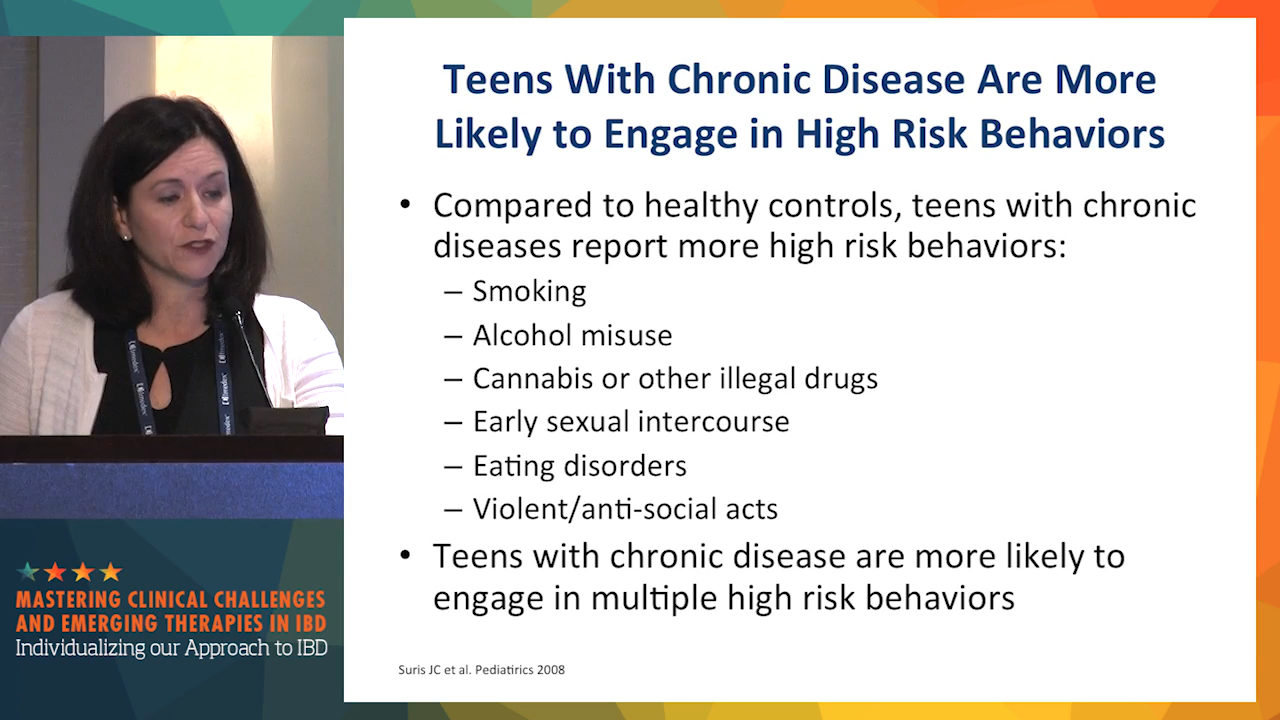 Teens With Chronic Disease Are More
Likely to Engage in High Risk Behaviors
• Compared to healthy controls, teens with chronic
diseases report more high risk behaviors:
– Smoking
– Alcohol misuse
– Cannabis or other illegal drugs
– Early sexual intercourse
– Eating disorders
– Violent/anti-social acts
• Teens with chronic disease are more likely to
engage in multiple high risk behaviors
Suris JC et al. Pediatirics 2008
MASTERING CLINICAL CHALLENGES
AND EMERGING THERAPIES IN IBD
Individualizing our Approach to IBD